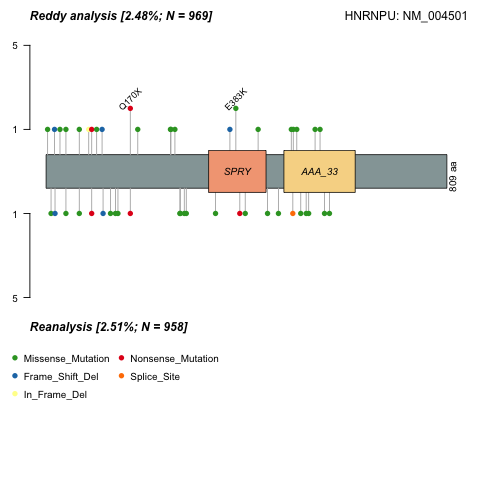 Reddy analysis [2.48%; N = 969]
HNRNPU: NM_004501
5
Q170X
E383K
1
SPRY
AAA_33
809 aa
1
5
Reanalysis [2.51%; N = 958]
Missense_Mutation
Nonsense_Mutation
Frame_Shift_Del
Splice_Site
In_Frame_Del